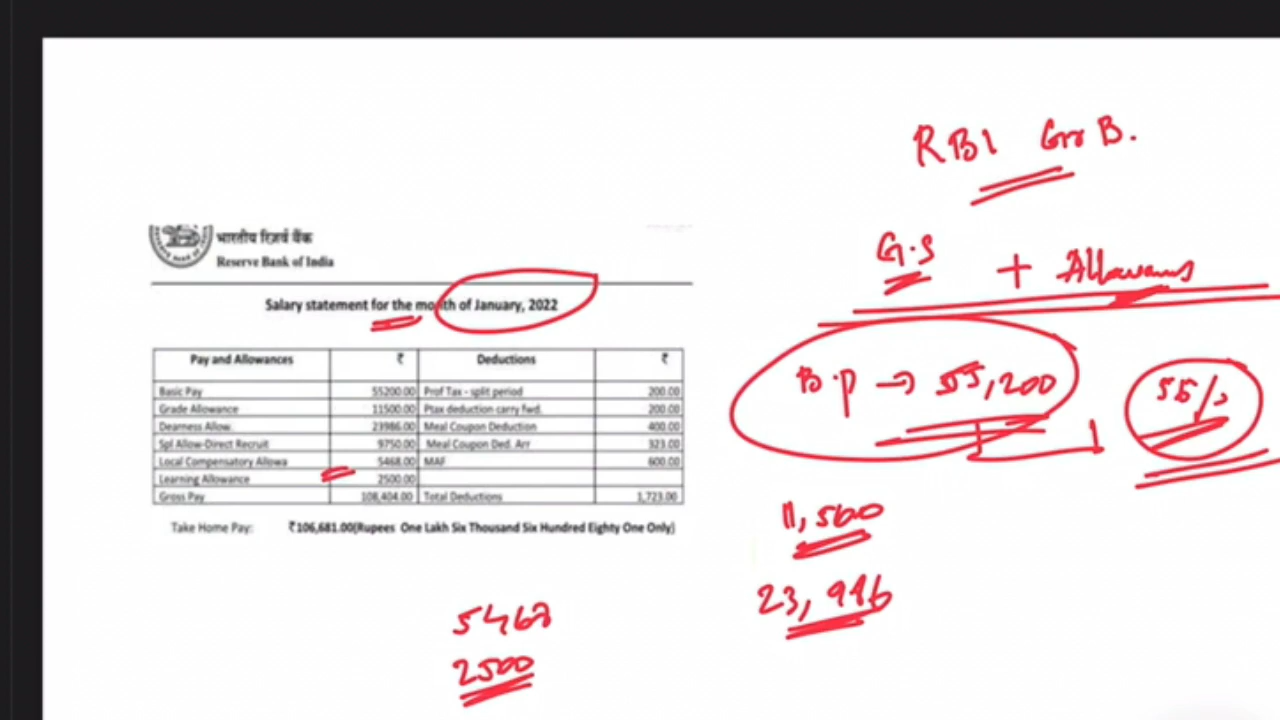 RBI Gr B.
भारतीय रिज़र्व बैंक
Reserve Bank of India
G.S + Allowances
Salary statement for the month of January, 2022
Pay and Allowances ₹ Deductions ₹
Basic Pay 55200.00 Prof Tax - split period 200.00
Grade Allowance 11500.00 Ptax deduction carry fwd. 200.00
Dearness Allow. 23986.00 Meal Coupon Deduction 400.00
Spl Allow-Direct Recruit 9750.00 Meal Coupon Ded. Arr 323.00
Local Compensatory Allowa 5468.00 MAF 600.00
Learning Allowance 2500.00
Gross Pay 108,404.00 Total Deductions 1,723.00
Take Home Pay: ₹106,681.00(Rupees One Lakh Six Thousand Six Hundred Eighty One Only)
B.P → 55,200
11,500
23,986
5468
2500